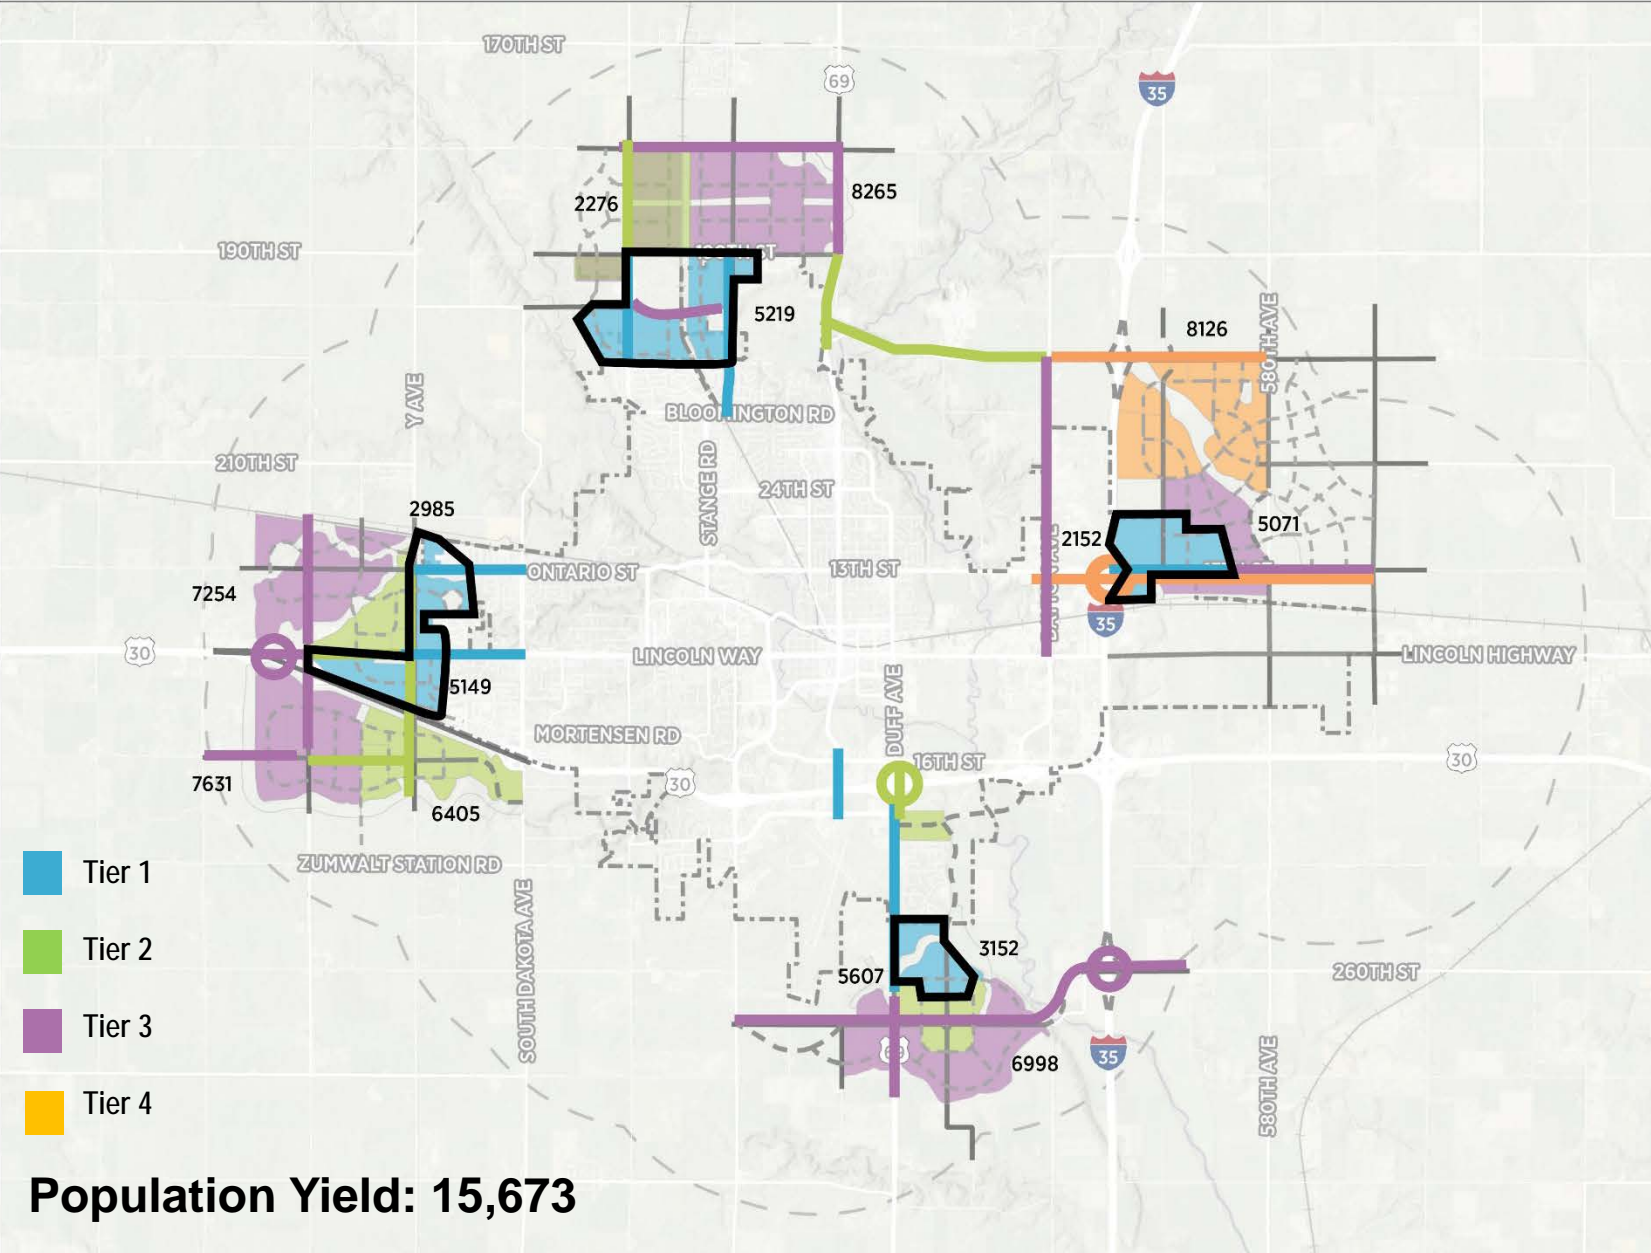 170TH ST
69
35
2276
8265
190TH ST
5219
8126
580TH AVE
Y AVE
BLOOMINGTON RD
210TH ST
STANGE RD
24TH ST
2985
2152
5071
ONTARIO ST
13TH ST
7254
35
30
LINCOLN WAY
LINCOLN HIGHWAY
5149
DUFF AVE
MORTENSEN RD
16TH ST
30
30
7631
6405
ZUMWALT STATION RD
Tier 1
SOUTH DAKOTA AVE
Tier 2
3152
5607
260TH ST
Tier 3
6998
35
580TH AVE
Tier 4
Population Yield: 15,673